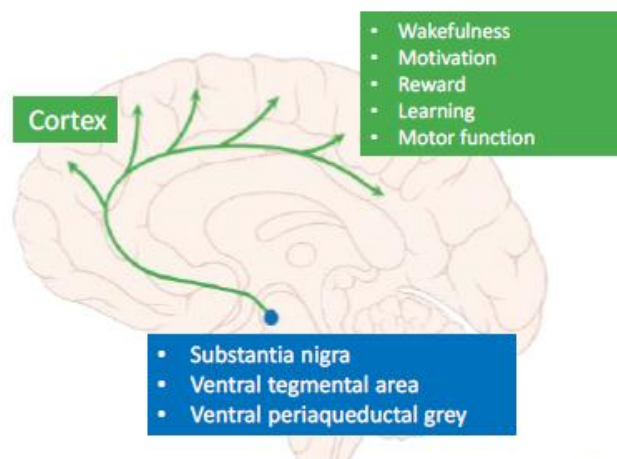 • Wakefulness
• Motivation
• Reward
• Learning
• Motor function
Cortex
• Substantia nigra
• Ventral tegmental area
• Ventral periaqueductal grey